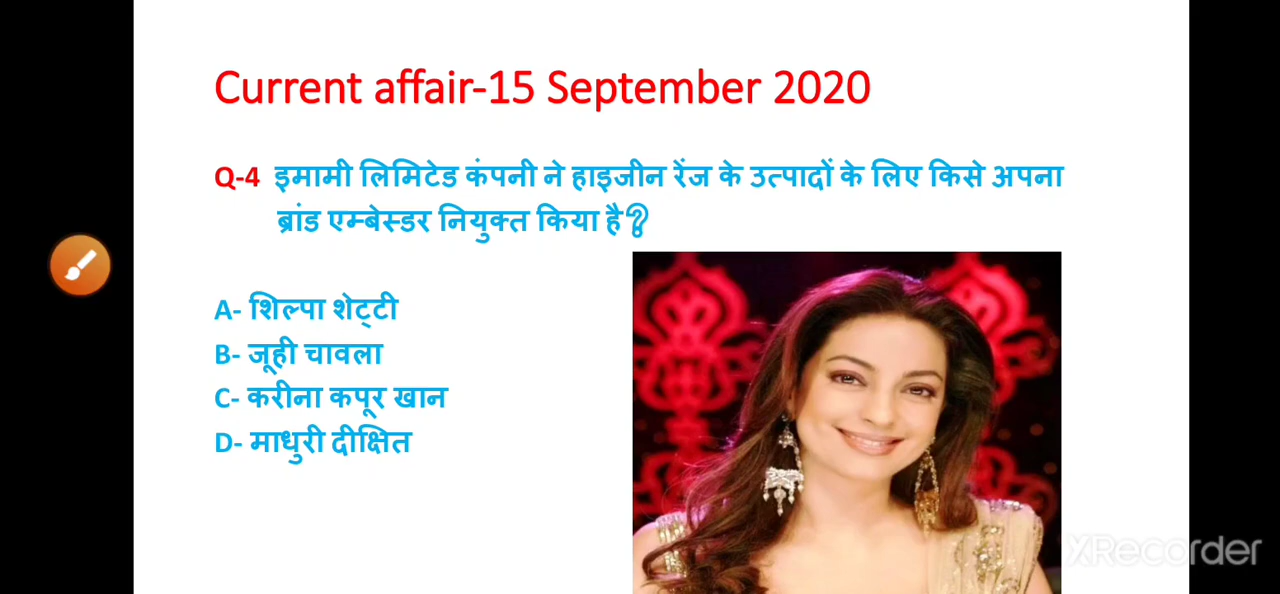 Current affair-15 September 2020
Q-4 इमामी लिमिटेड कंपनी ने हाइजीन रेंज के उत्पादों के लिए किसे अपना
ब्रांड एम्बेस्डर नियुक्त किया है?
A- शिल्पा शेट्टी
B- जूही चावला
C- करीना कपूर खान
D- माधुरी दीक्षित
XRecorder